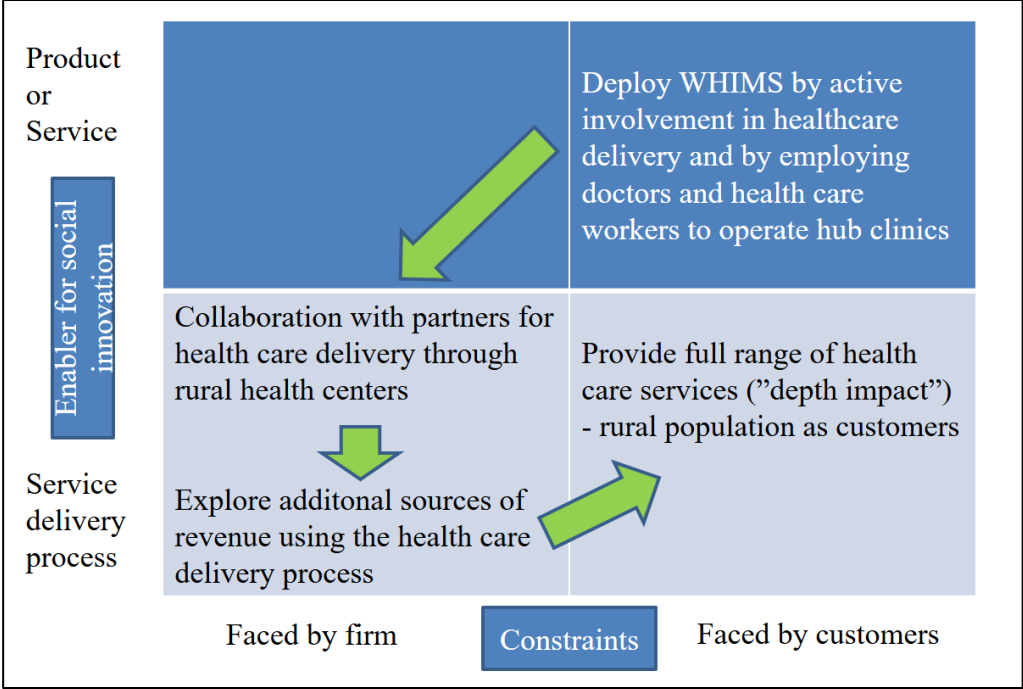 Product
or
Service
Enabler for social
innovation
Service
delivery
process
Deploy WHIMS by active
involvement in healthcare
delivery and by employing
doctors and health care
workers to operate hub clinics
Collaboration with partners for
health care delivery through
rural health centers
Explore additonal sources of
revenue using the health care
delivery process
Provide full range of health
care services (”depth impact”)
- rural population as customers
Faced by firm
Constraints
Faced by customers